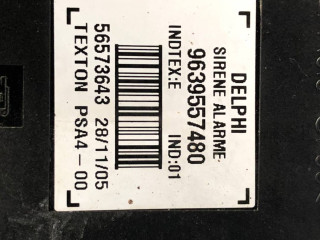 DELPHI
SIRENE ALARME
9639557480
INDTEX:E IND:01
56573643 28/11/05
TEXTON PSA4-00